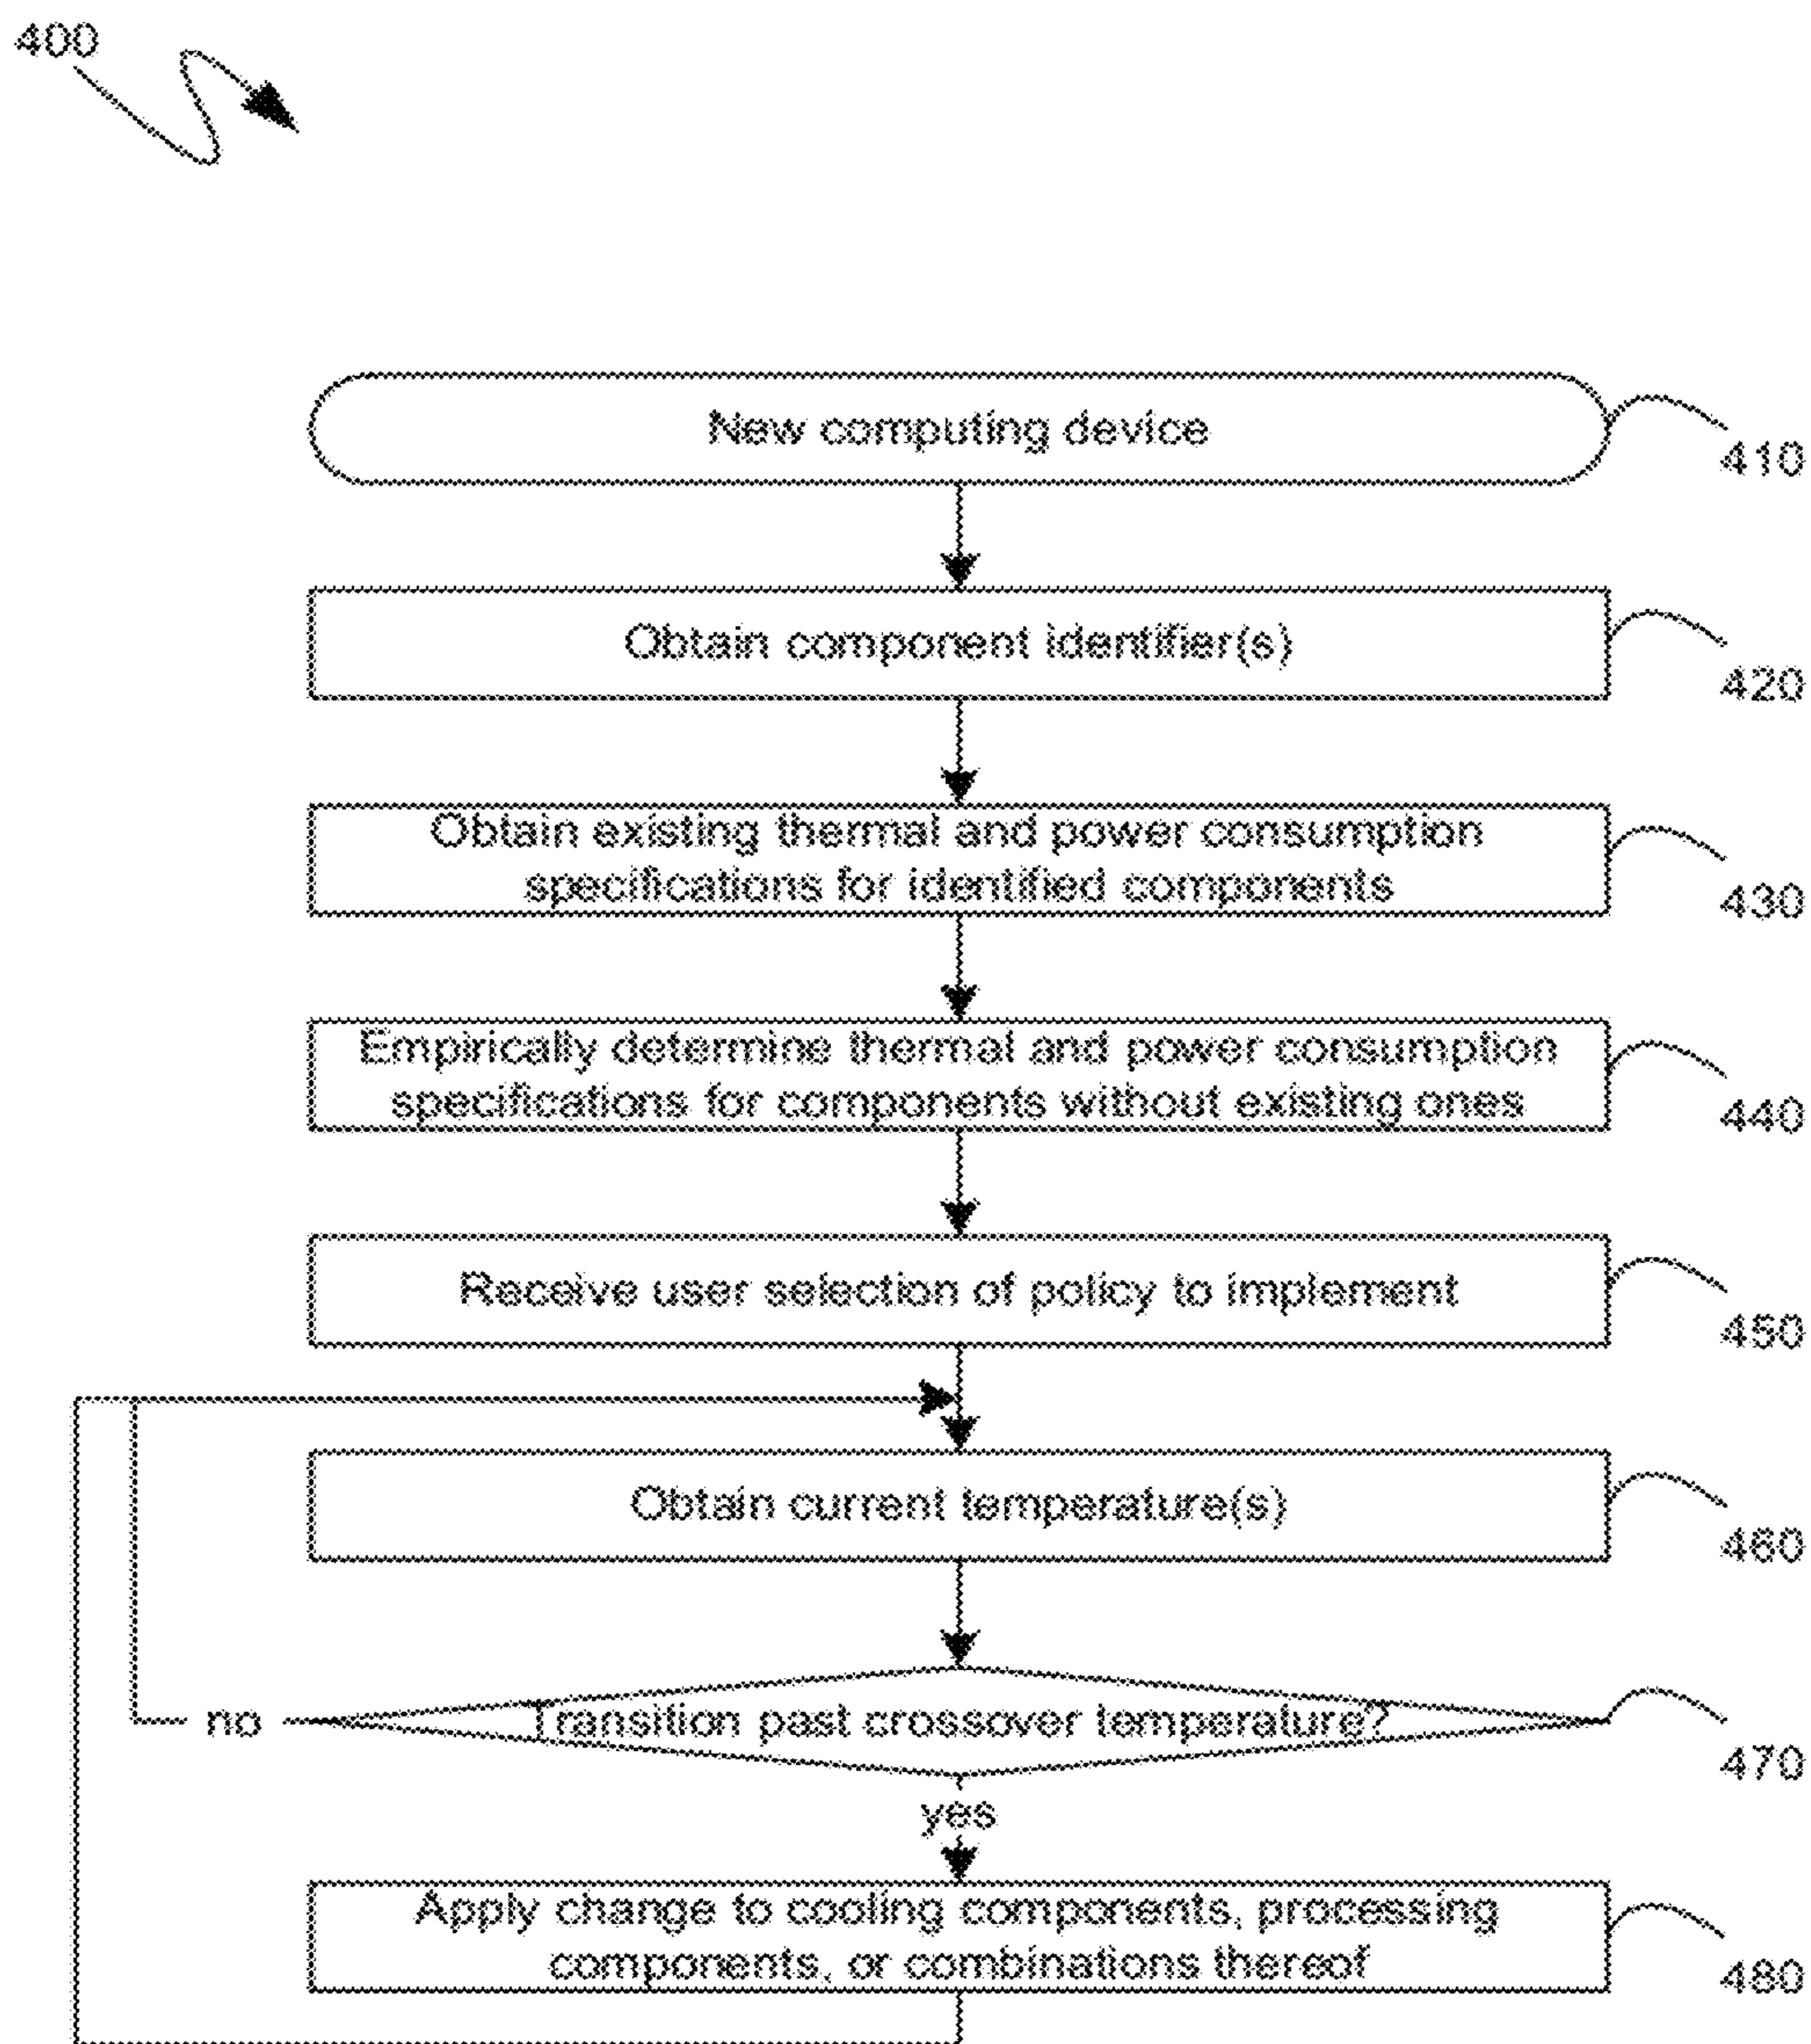 400
New computing device
410
Obtain component identifier(s)
420
Obtain existing thermal and power consumption
specifications for identified components
430
Empirically determine thermal and power consumption
specifications for components without existing ones
440
Receive user selection of policy to implement
450
Obtain current temperature(s)
460
no
Transition past crossover temperature?
470
yes
Apply change to cooling components, processing
components, or combinations thereof
480